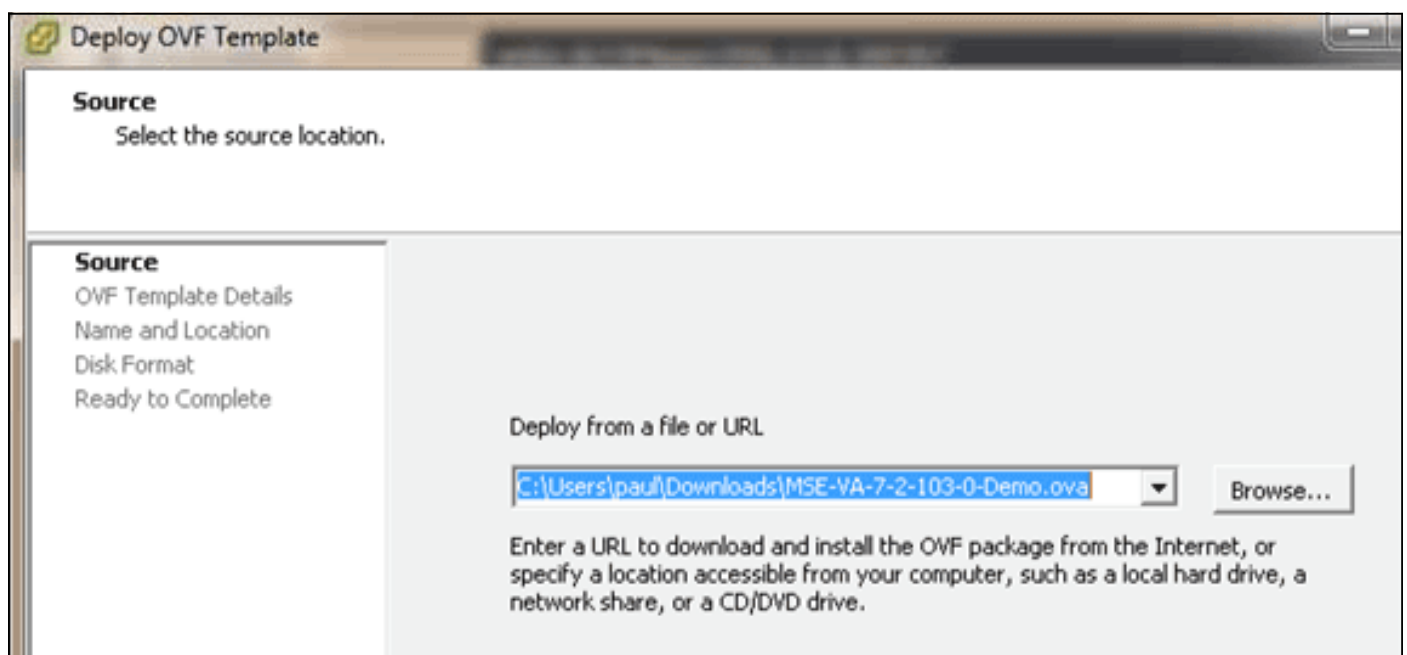 Deploy OVF Template
Source
Select the source location.
Source
OVF Template Details
Name and Location
Disk Format
Ready to Complete
Deploy from a file or URL
C:\Users\paul\Downloads\MSE-VA-7-2-103-0-Demo.ova
Browse...
Enter a URL to download and install the OVF package from the Internet, or
specify a location accessible from your computer, such as a local hard drive, a
network share, or a CD/DVD drive.